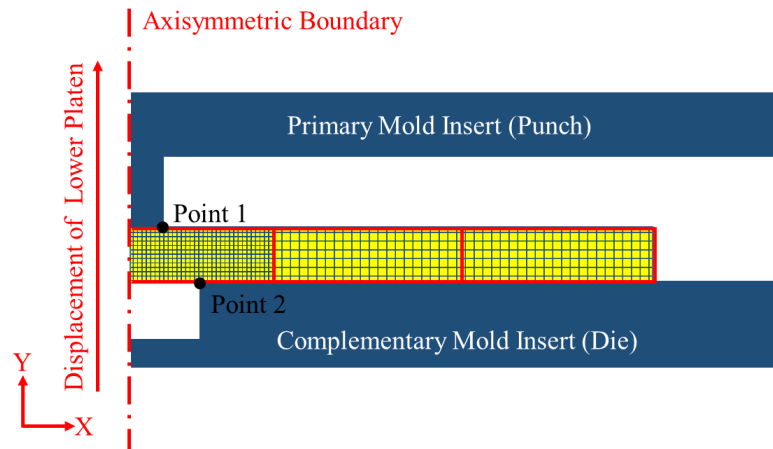 Axisymmetric Boundary
Displacement of Lower Platen
Primary Mold Insert (Punch)
Point 1
Point 2
Complementary Mold Insert (Die)
Y
X